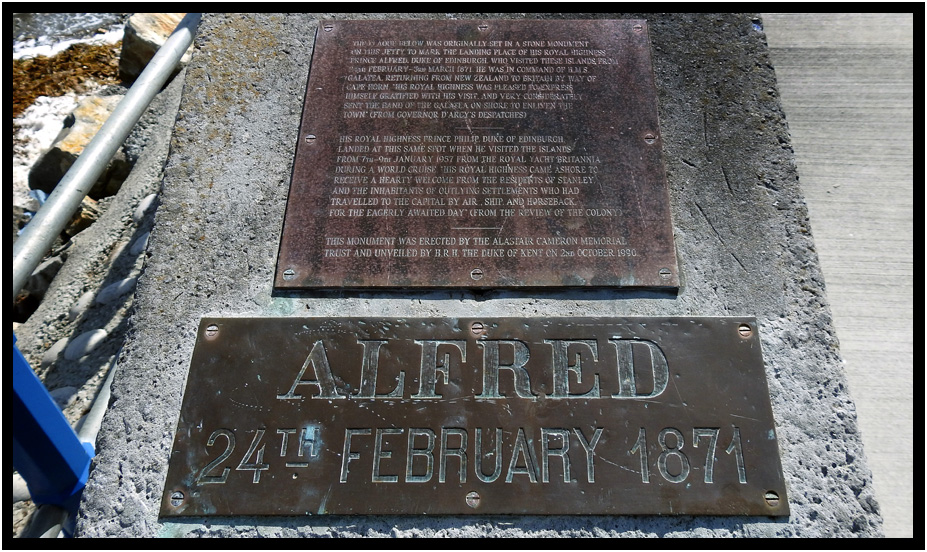 THE PLAQUE BELOW WAS ORIGINALLY SET IN A STONE MONUMENT
ON THIS JETTY TO MARK THE LANDING PLACE OF HIS ROYAL HIGHNESS
PRINCE ALFRED, DUKE OF EDINBURGH, WHO VISITED THESE ISLANDS FROM
FEBRUARY–3RD MARCH 1871. HE WAS IN COMMAND OF H.M.S.
GALATEA, RETURNING FROM NEW ZEALAND TO BRITAIN BY WAY OF
CAPE HORN. "HIS ROYAL HIGHNESS WAS PLEASED TO EXPRESS
HIMSELF GRATIFIED WITH HIS VISIT, AND VERY CONSIDERATELY
SENT THE BAND OF THE GALATEA ON SHORE TO ENLIVEN THE
TOWN" (FROM GOVERNOR D'ARCY'S DESPATCHES)
HIS ROYAL HIGHNESS PRINCE PHILIP, DUKE OF EDINBURGH,
LANDED AT THIS SAME SPOT WHEN HE VISITED THE ISLANDS
FROM 7TH–9TH JANUARY 1957 FROM THE ROYAL YACHT BRITANNIA
DURING A WORLD CRUISE. "HIS ROYAL HIGHNESS CAME ASHORE TO
RECEIVE A HEARTY WELCOME FROM THE RESIDENTS OF STANLEY
AND THE INHABITANTS OF OUTLYING SETTLEMENTS WHO HAD
TRAVELLED TO THE CAPITAL BY AIR, SHIP, AND HORSEBACK,
FOR THE EAGERLY AWAITED DAY" (FROM THE REVIEW OF THE COLONY)
THIS MONUMENT WAS ERECTED BY THE ALASTAIR CAMERON MEMORIAL
TRUST AND UNVEILED BY H.R.H. THE DUKE OF KENT ON 2ND OCTOBER
ALFRED
24TH FEBRUARY 1871